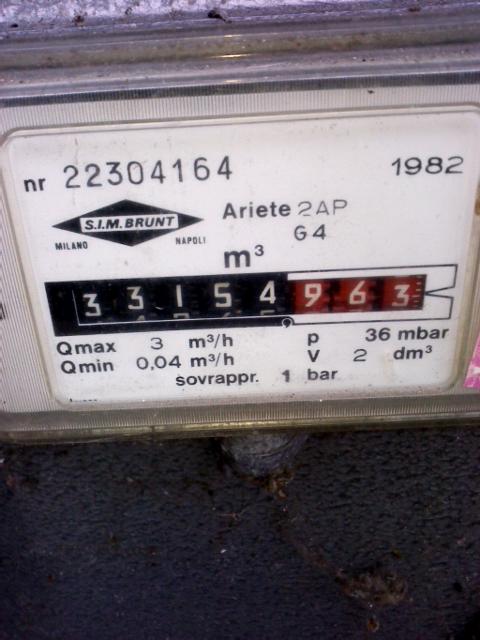 nr 22304164 1982
S.I.M. BRUNT
MILANO NAPOLI
Ariete 2AP
G4
m³
33154963
Qmax 3 m³/h p 36 mbar
Qmin 0,04 m³/h V 2 dm³
sovrappr. 1 bar